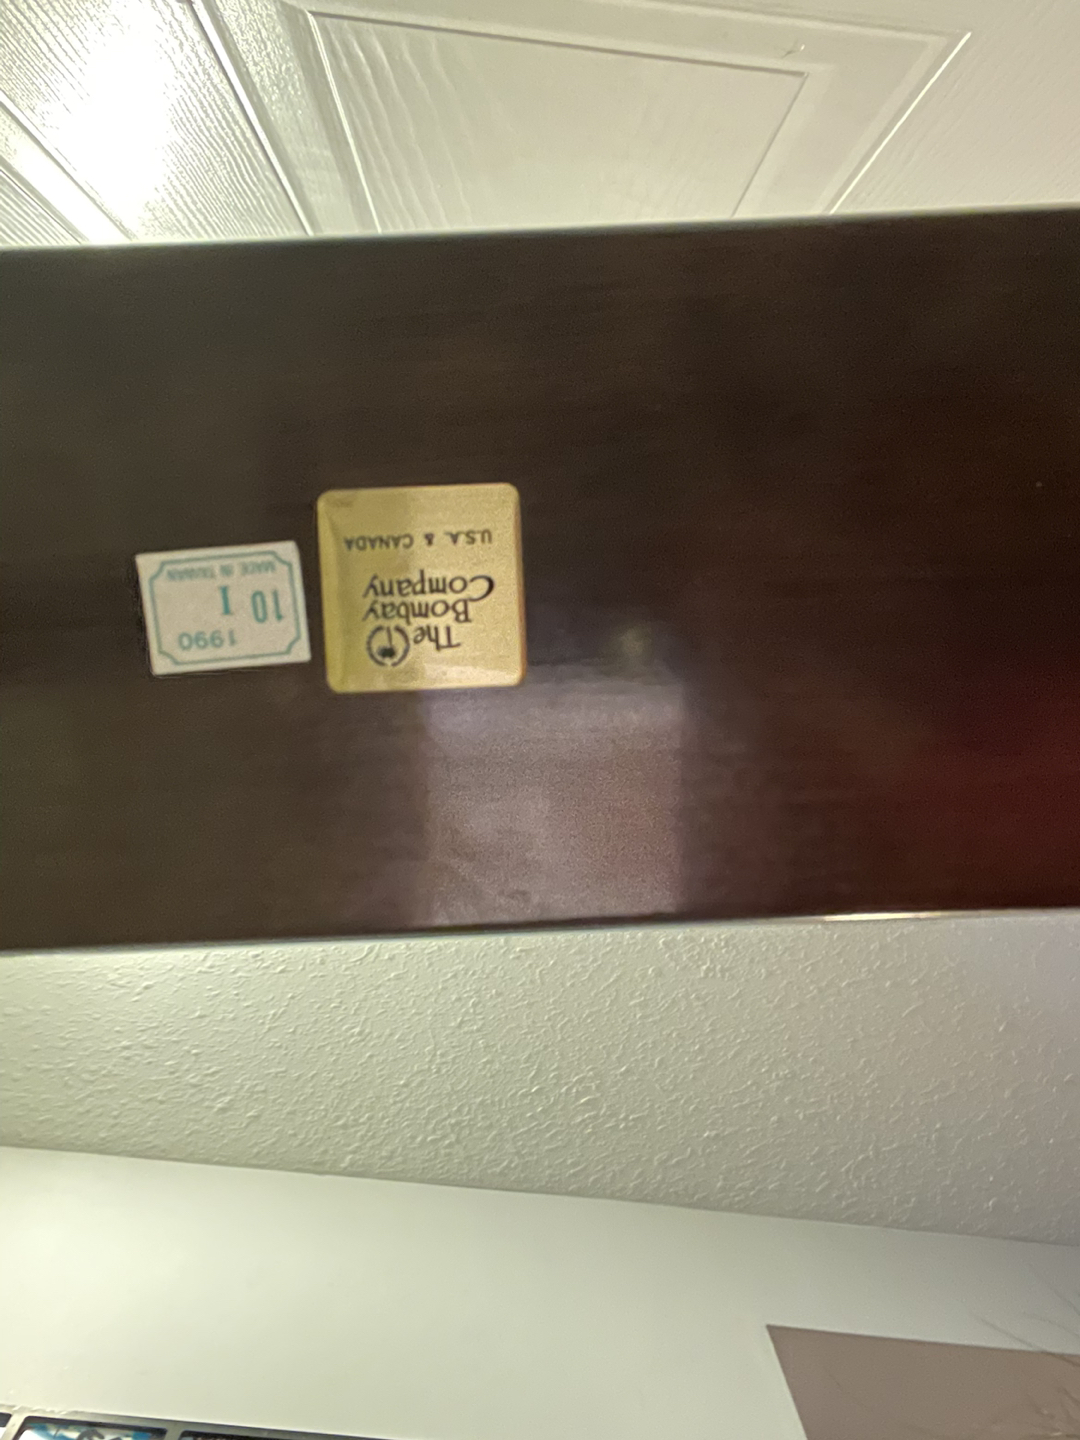 The
Bombay
Company
U.S.A. & CANADA
1990
10 I
MADE IN TAIWAN